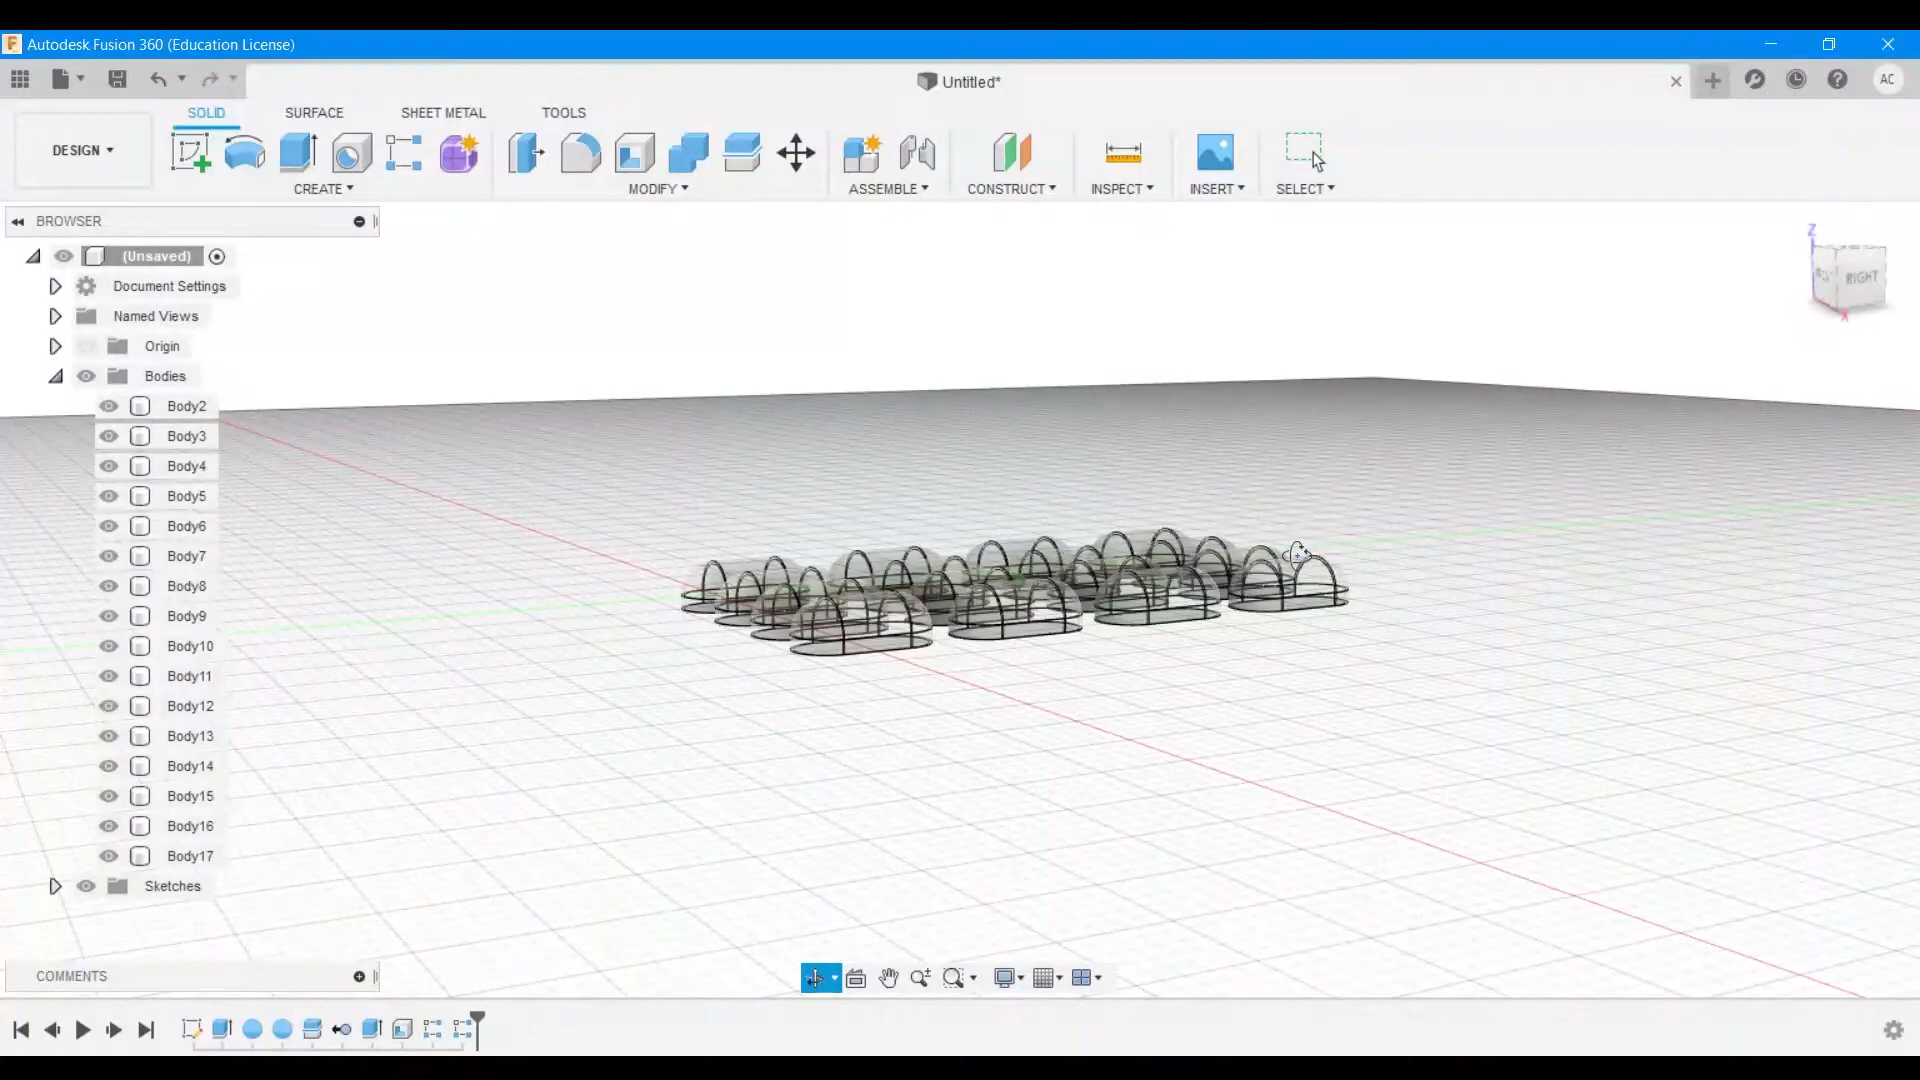 Autodesk Fusion 360 (Education License)
Untitled*
AC
SOLID
SURFACE
SHEET METAL
TOOLS
DESIGN
CREATE
MODIFY
ASSEMBLE
CONSTRUCT
INSPECT
INSERT
SELECT
BROWSER
(Unsaved)
Document Settings
Named Views
Origin
Bodies
Body2
Body3
Body4
Body5
Body6
Body7
Body8
Body9
Body10
Body11
Body12
Body13
Body14
Body15
Body16
Body17
Sketches
Z
RIGHT
X
COMMENTS